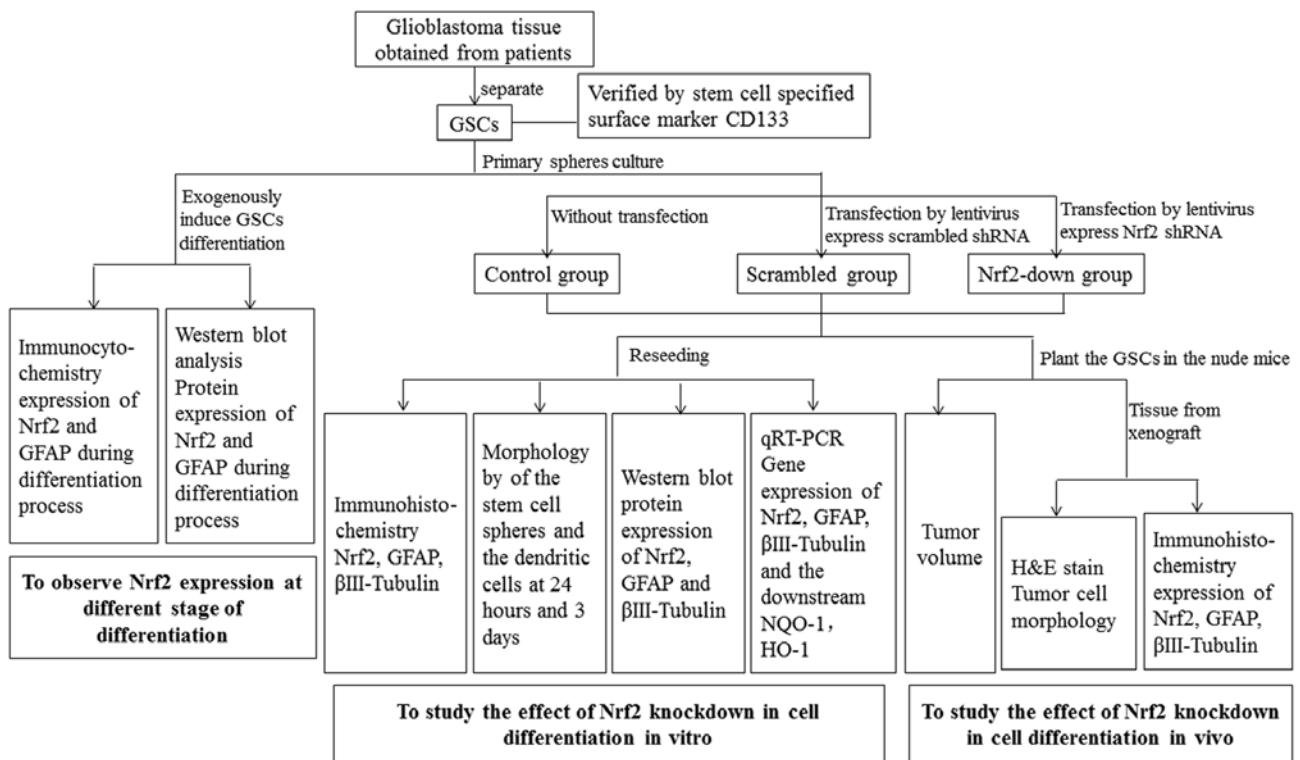 Glioblastoma tissue
obtained from patients
separate
GSCs
Verified by stem cell specified
surface marker CD133
Primary spheres culture
Exogenously
induce GSCs
differentiation
Without transfection
Transfection by lentivirus
express scrambled shRNA
Transfection by lentivirus
express Nrf2 shRNA
Control group
Scrambled group
Nrf2-down group
Immunocyto-
chemistry
expression of
Nrf2 and
GFAP during
differentiation
process
Western blot
analysis
Protein
expression of
Nrf2 and
GFAP during
differentiation
process
To observe Nrf2 expression at
different stage of
differentiation
Reseeding
Plant the GSCs in the nude mice
Immunohisto-
chemistry
Nrf2, GFAP,
βIII-Tubulin
Morphology
by of the
stem cell
spheres and
the dendritic
cells at 24
hours and 3
days
Western blot
protein
expression
of Nrf2,
GFAP and
βIII-Tubulin
qRT-PCR
Gene
expression of
Nrf2, GFAP,
βIII-Tubulin
and the
downstream
NQO-1,
HO-1
Tumor
volume
Tissue from
xenograft
H&E stain
Tumor cell
morphology
Immunohisto-
chemistry
expression of
Nrf2, GFAP,
βIII-Tubulin
To study the effect of Nrf2 knockdown in cell
differentiation in vitro
To study the effect of Nrf2 knockdown
in cell differentiation in vivo